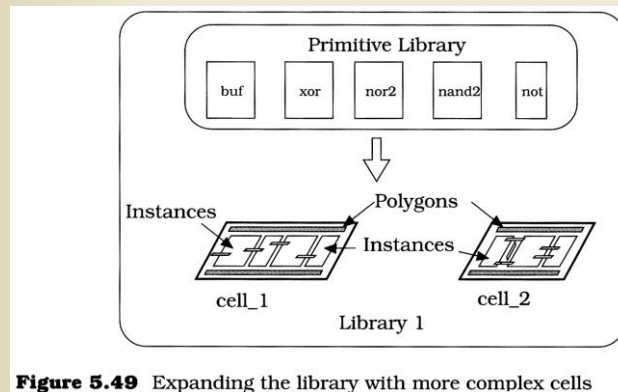 Primitive Library
buf xor nor2 nand2 not
Polygons
Instances
Instances
cell_1 cell_2
Library 1
Figure 5.49 Expanding the library with more complex cells